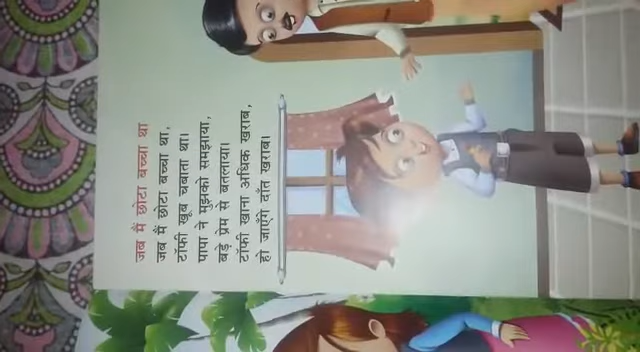 जब मैं छोटा बच्चा था
जब मैं छोटा बच्चा था,
टॉफी खूब चबाता था।
पापा ने मुझको समझाया,
बड़े प्रेम से बतलाया।
टॉफी खाना अधिक खराब,
हो जाएँगे दाँत खराब।